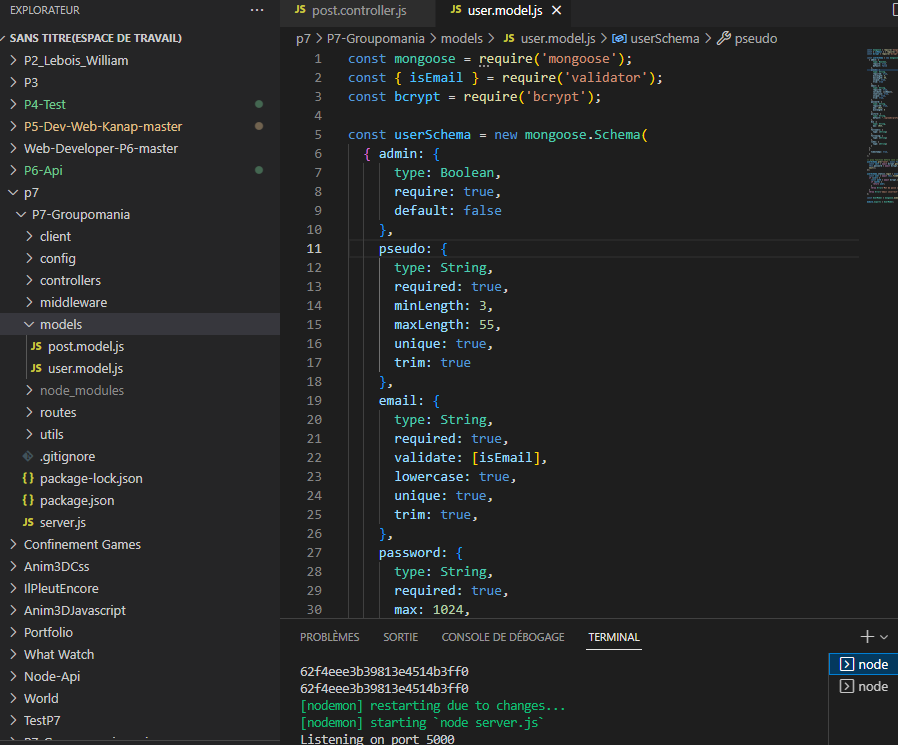 EXPLORATEUR ···
SANS TITRE(ESPACE DE TRAVAIL)
P2_Lebois_William
P3
P4-Test
P5-Dev-Web-Kanap-master
Web-Developer-P6-master
P6-Api
p7
P7-Groupomania
client
config
controllers
middleware
models
JS post.model.js
JS user.model.js
node_modules
routes
utils
.gitignore
{} package-lock.json
{} package.json
JS server.js
Confinement Games
Anim3DCss
IlPleutEncore
Anim3DJavascript
Portfolio
What Watch
Node-Api
World
TestP7
JS post.controller.js JS user.model.js
p7 > P7-Groupomania > models > JS user.model.js > userSchema > pseudo
1 const mongoose = require('mongoose');
2 const { isEmail } = require('validator');
3 const bcrypt = require('bcrypt');
4
5 const userSchema = new mongoose.Schema(
6 { admin: {
7 type: Boolean,
8 require: true,
9 default: false
10 },
11 pseudo: {
12 type: String,
13 required: true,
14 minLength: 3,
15 maxLength: 55,
16 unique: true,
17 trim: true
18 },
19 email: {
20 type: String,
21 required: true,
22 validate: [isEmail],
23 lowercase: true,
24 unique: true,
25 trim: true,
26 },
27 password: {
28 type: String,
29 required: true,
30 max: 1024,
PROBLÈMES SORTIE CONSOLE DE DÉBOGAGE TERMINAL
62f4eee3b39813e4514b3ff0
62f4eee3b39813e4514b3ff0
[nodemon] restarting due to changes...
[nodemon] starting `node server.js`
Listening on port 5000
node
node